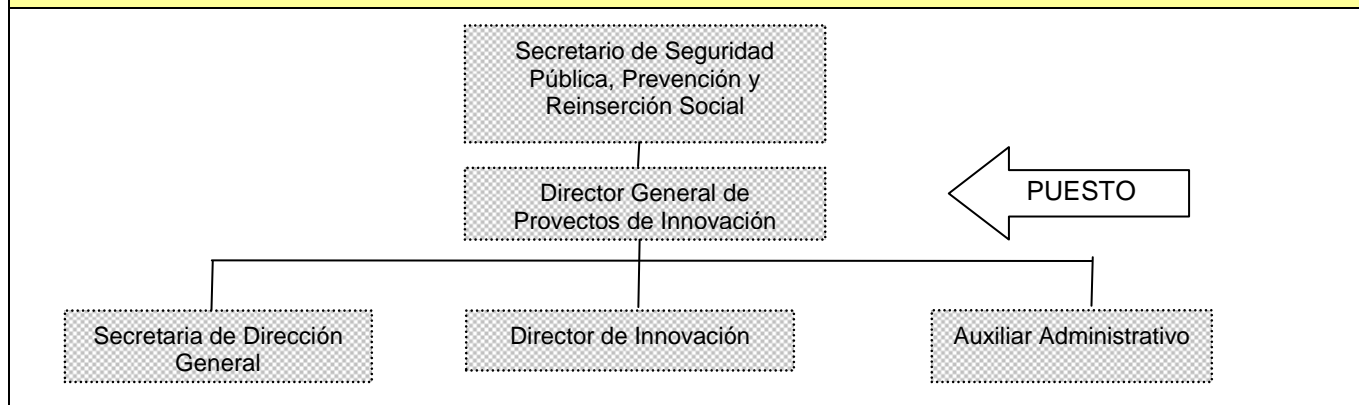 Secretario de Seguridad
Pública, Prevención y
Reinserción Social
Director General de
Proyectos de Innovación
PUESTO
Secretaria de Dirección
General
Director de Innovación
Auxiliar Administrativo